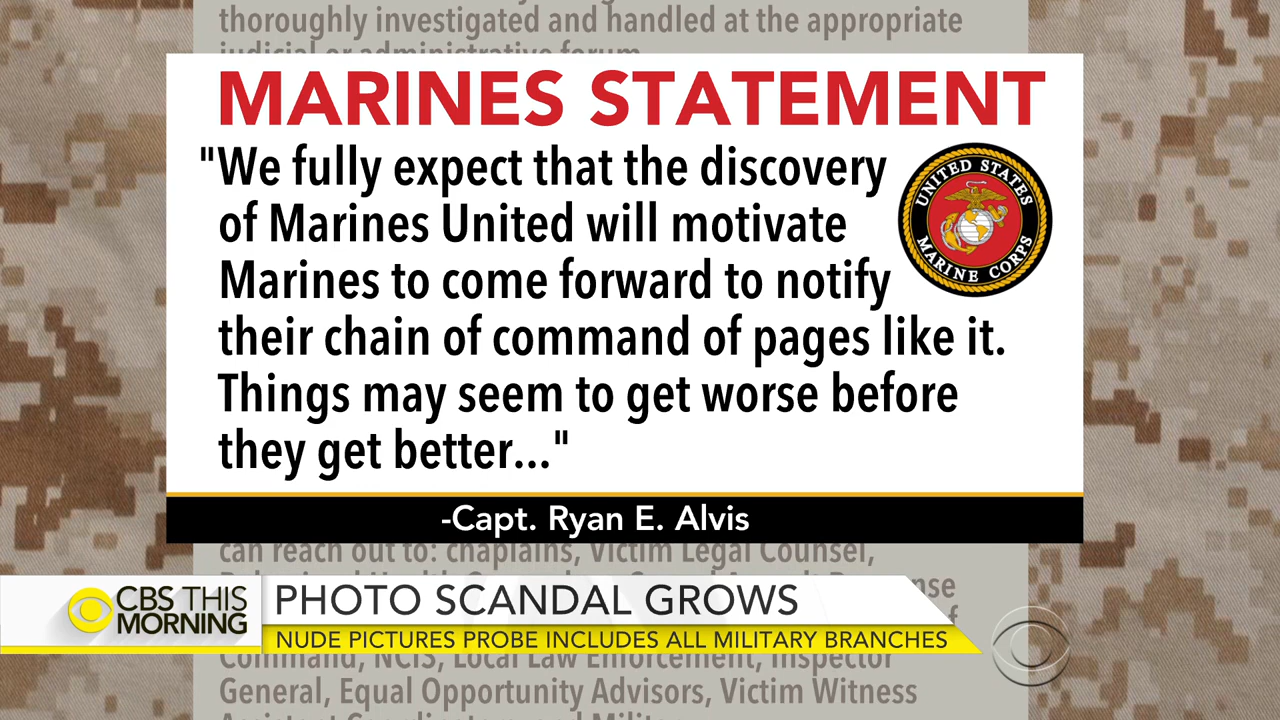 thoroughly investigated and handled at the appropriate
judicial or administrative forum.
MARINES STATEMENT
"We fully expect that the discovery
of Marines United will motivate
Marines to come forward to notify
their chain of command of pages like it.
Things may seem to get worse before
they get better..."
UNITED STATES
MARINE CORPS
-Capt. Ryan E. Alvis
can reach out to: chaplains, Victim Legal Counsel,
CBS THIS
MORNING
PHOTO SCANDAL GROWS
NUDE PICTURES PROBE INCLUDES ALL MILITARY BRANCHES
Command, NCIS, Local Law Enforcement, Inspector
General, Equal Opportunity Advisors, Victim Witness